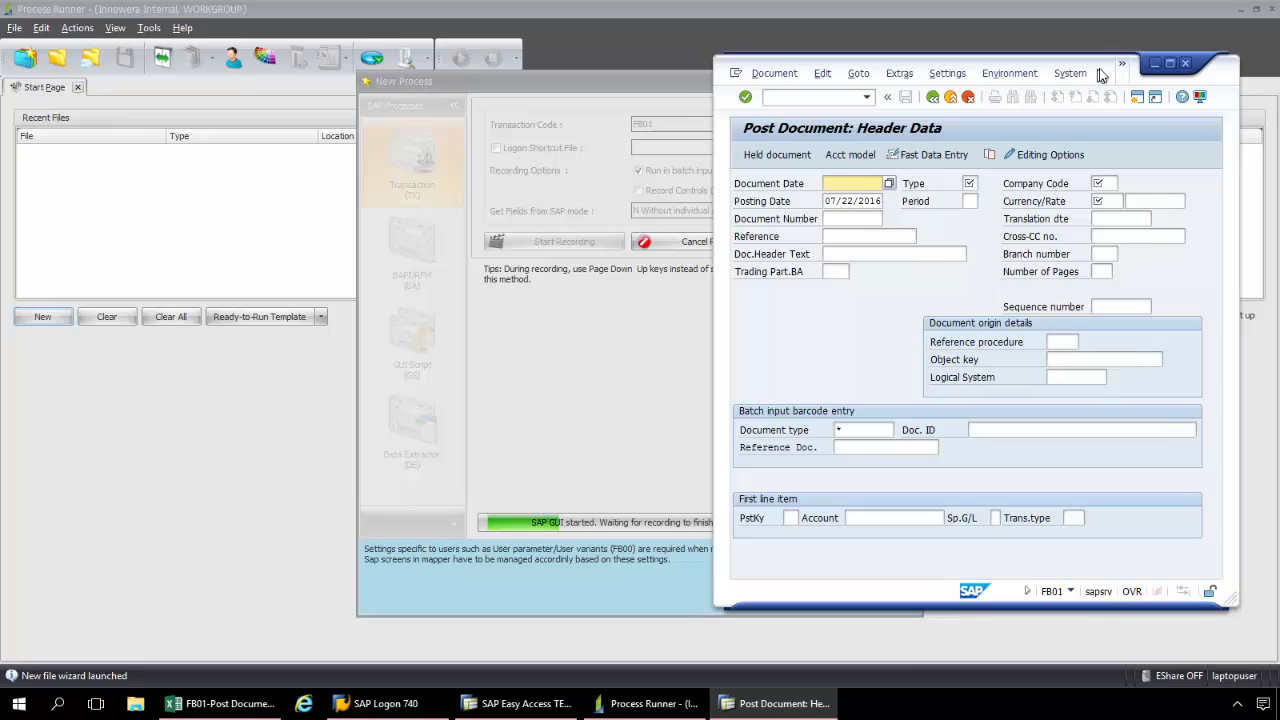 Process Runner - (Innowera Internal, WORKGROUP)
File Edit Actions View Tools Help
Start Page
Recent Files
File Type Location
New Clear Clear All Ready-to-Run Template
New Process
SAP Processes
Transaction
(TX)
BAPI/RFM
(BA)
GUI Script
(GS)
Data Extractor
(DE)
Transaction Code : FB01
Logon Shortcut File :
Recording Options : Run in batch inpu
Record Controls (
Get Fields from SAP mode : N Without individual s
Start Recording Cancel R
Tips: During recording, use Page Down Up keys instead of s
this method.
SAP GUI started. Waiting for recording to finish
Settings specific to users such as User parameter/User variants (FB00) are required when r
Sap screens in mapper have to be managed accordinly based on these settings.
Document Edit Goto Extras Settings Environment System
Post Document: Header Data
Held document Acct model Fast Data Entry Editing Options
Document Date Type Company Code
Posting Date 07/22/2016 Period Currency/Rate
Document Number Translation dte
Reference Cross-CC no.
Doc.Header Text Branch number
Trading Part.BA Number of Pages
Sequence number
Document origin details
Reference procedure
Object key
Logical System
Batch input barcode entry
Document type * Doc. ID
Reference Doc.
First line item
PstKy Account Sp.G/L Trans.type
SAP FB01 sapsrv OVR
et up
New file wizard launched EShare OFF laptopuser
FB01-Post Docume... SAP Logon 740 SAP Easy Access TE... Process Runner - (I... Post Document: He...